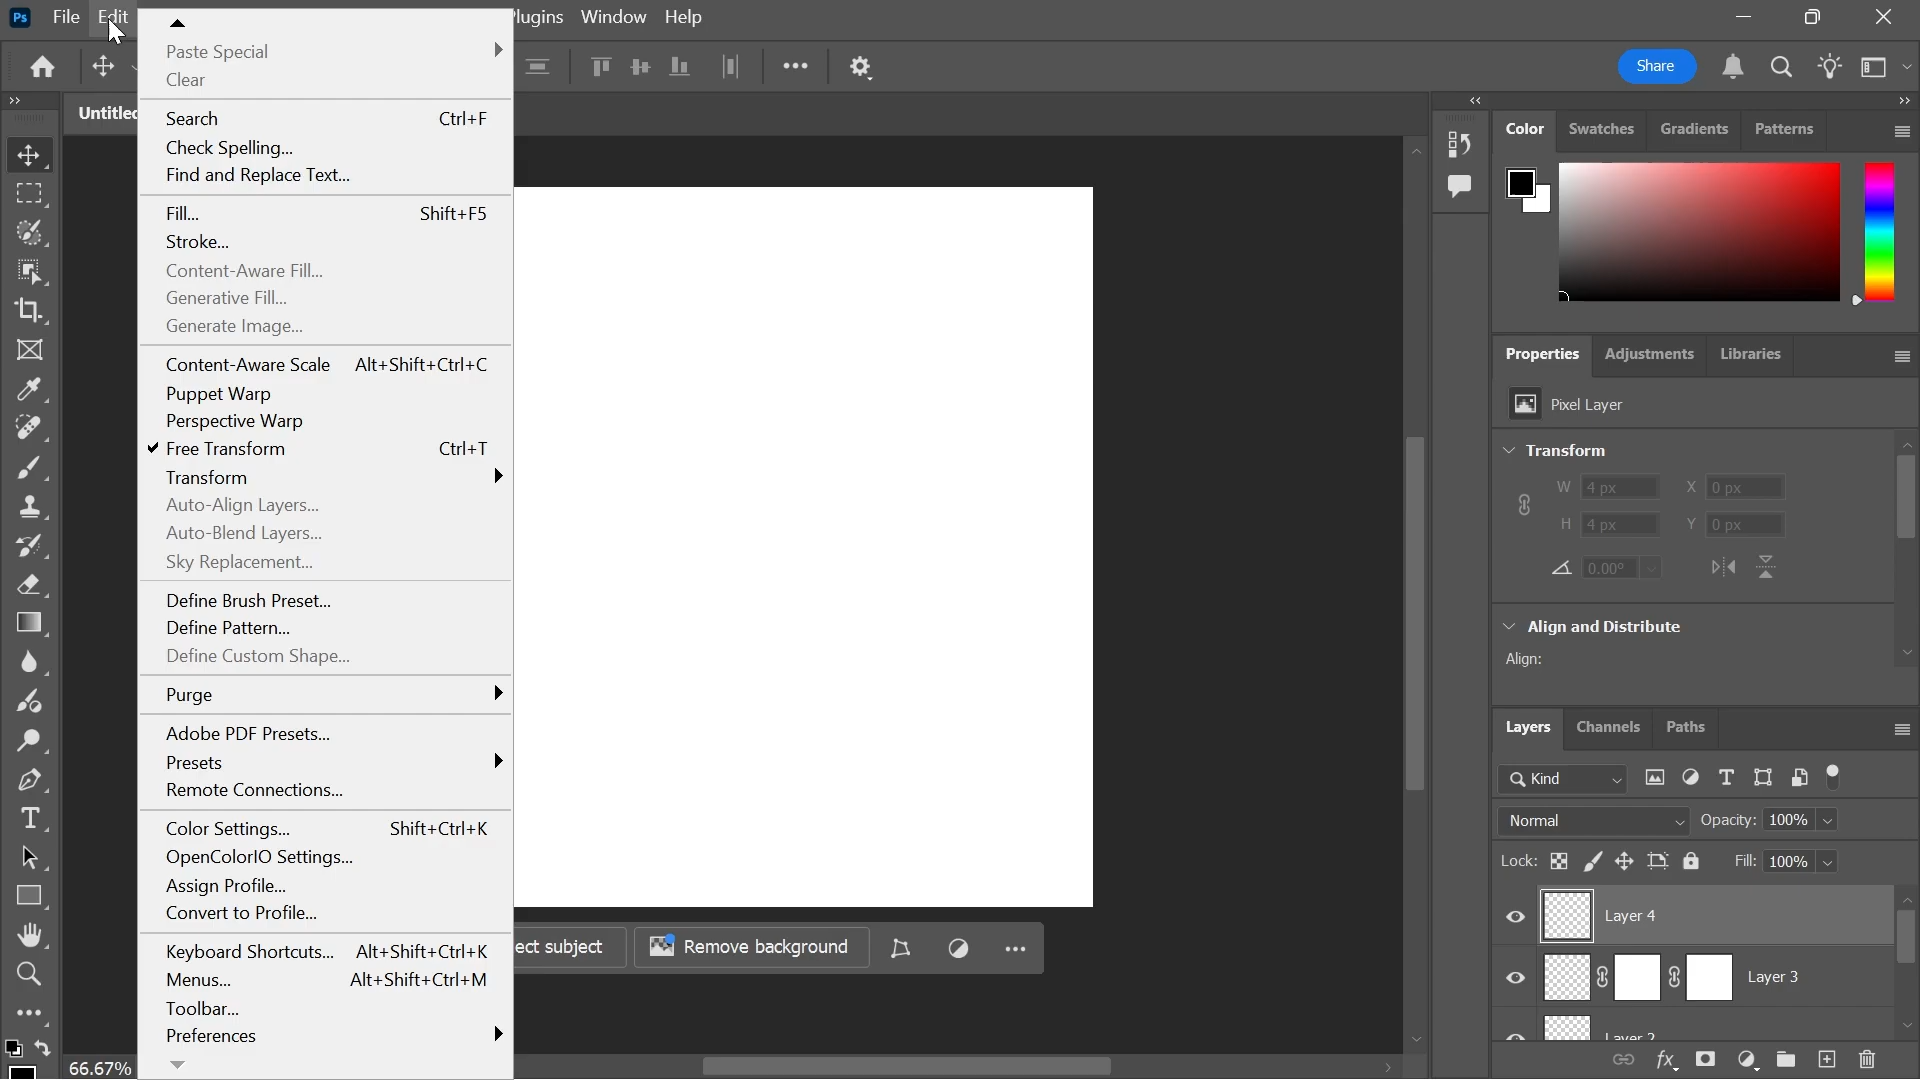 Ps File Edit Plugins Window Help
Share
Untitled
Paste Special
Clear
Search Ctrl+F
Check Spelling...
Find and Replace Text...
Fill... Shift+F5
Stroke...
Content-Aware Fill...
Generative Fill...
Generate Image...
Content-Aware Scale Alt+Shift+Ctrl+C
Puppet Warp
Perspective Warp
Free Transform Ctrl+T
Transform
Auto-Align Layers...
Auto-Blend Layers...
Sky Replacement...
Define Brush Preset...
Define Pattern...
Define Custom Shape...
Purge
Adobe PDF Presets...
Presets
Remote Connections...
Color Settings... Shift+Ctrl+K
OpenColorIO Settings...
Assign Profile...
Convert to Profile...
Keyboard Shortcuts... Alt+Shift+Ctrl+K
Menus... Alt+Shift+Ctrl+M
Toolbar...
Preferences
ect subject Remove background
66.67%
Color Swatches Gradients Patterns
Properties Adjustments Libraries
Pixel Layer
Transform
W 4 px X 0 px
H 4 px Y 0 px
0.00°
Align and Distribute
Align:
Layers Channels Paths
Kind
Normal Opacity: 100%
Lock: Fill: 100%
Layer 4
Layer 3
Layer 2